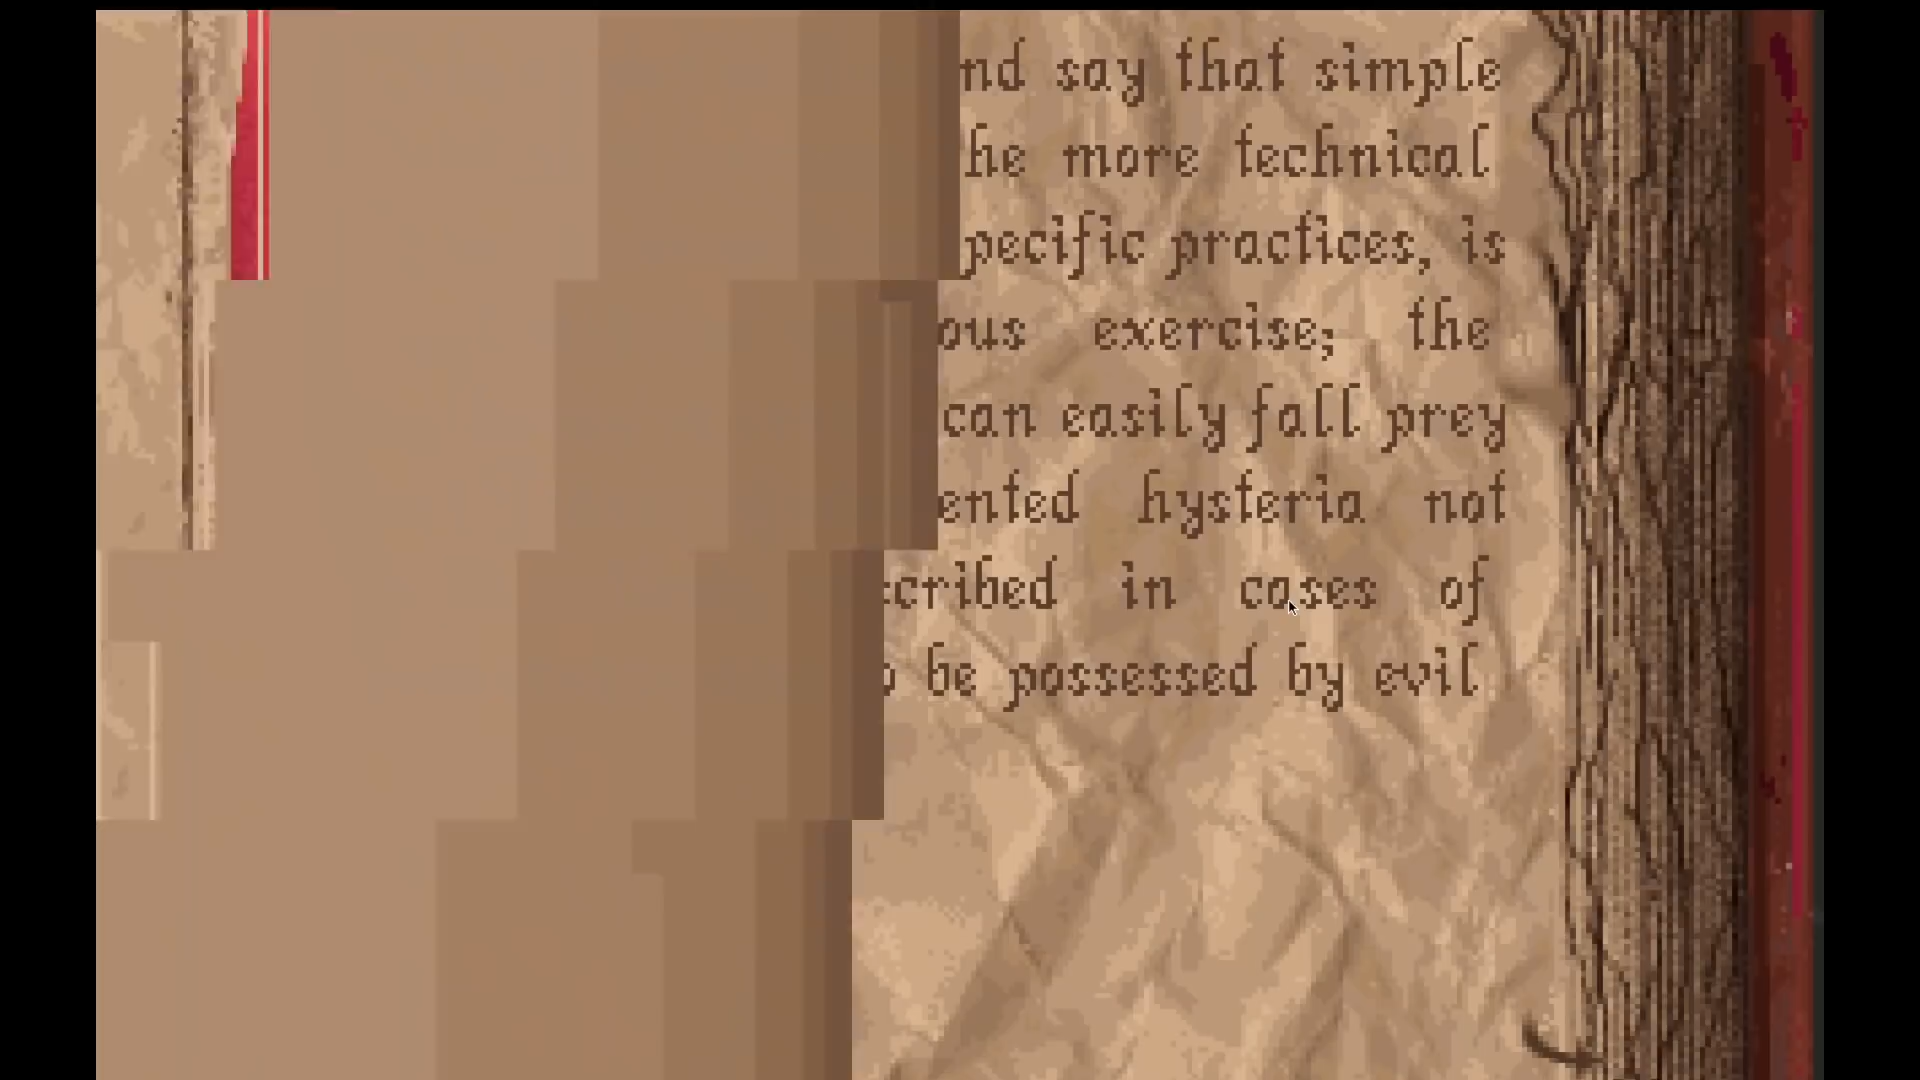 nd say that simple
he more technical
pecific practices, is
ous exercise; the
can easily fall prey
ented hysteria not
cribed in cases of
be possessed by evil